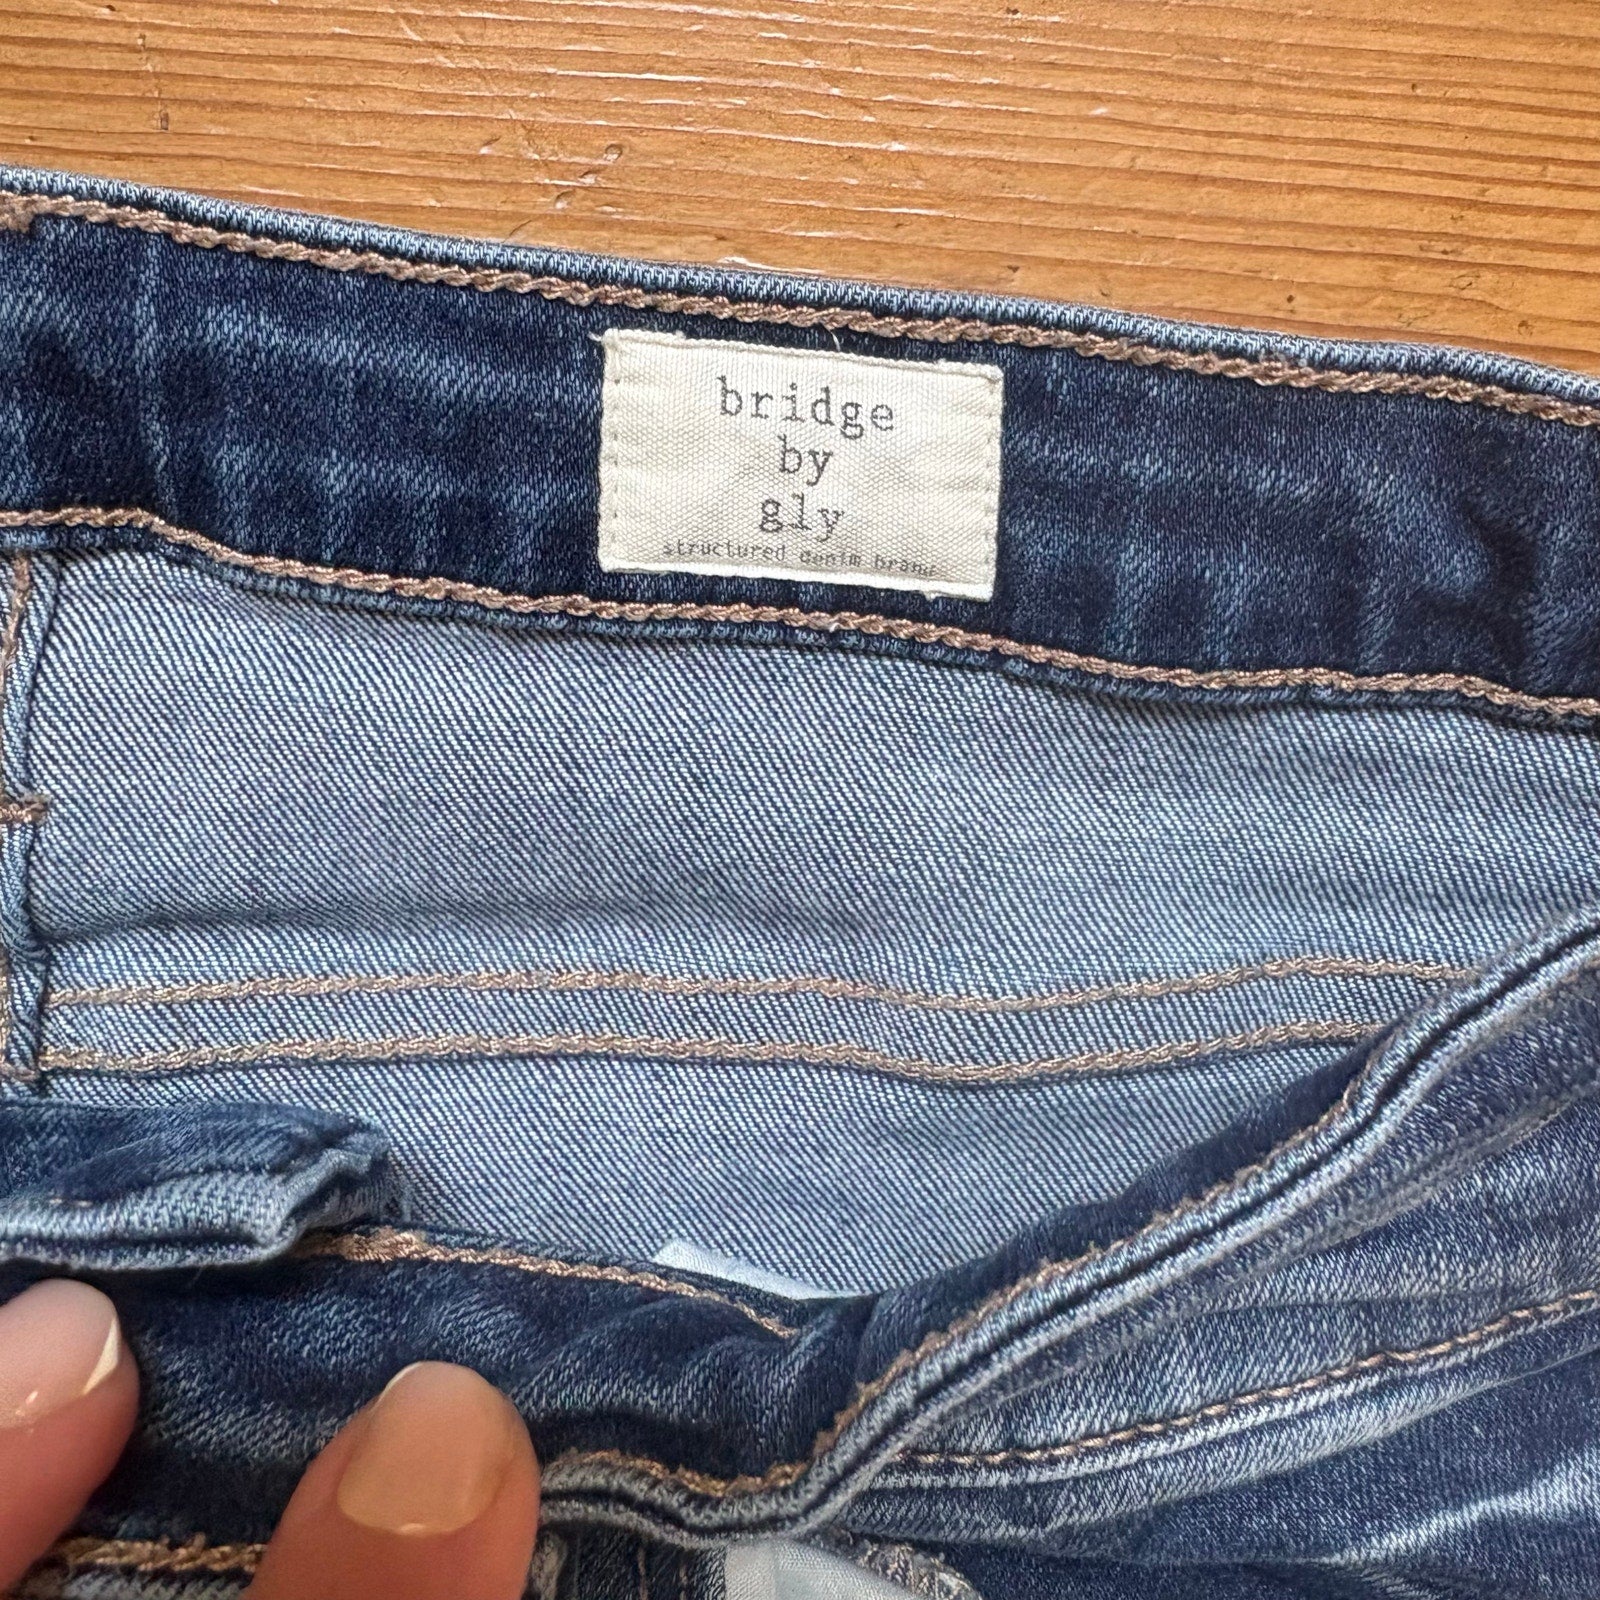 bridge
by
gly
structured denim brand